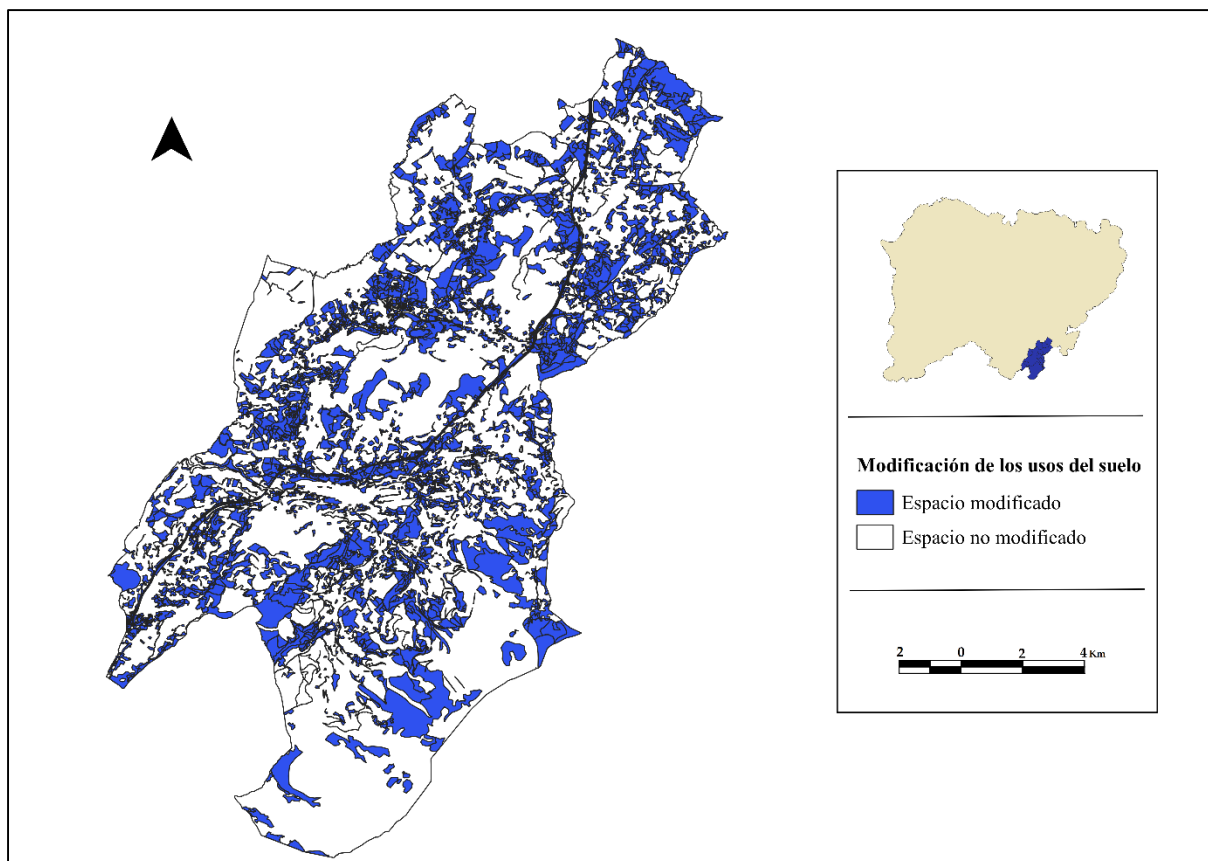 Modificación de los usos del suelo
Espacio modificado
Espacio no modificado
2 0 2 4 Km